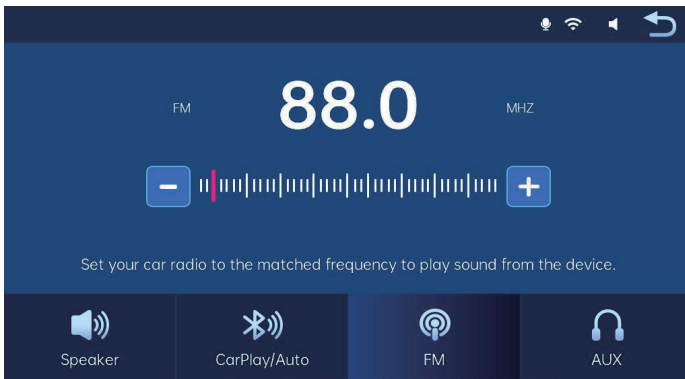 FM 88.0 MHZ
Set your car radio to the matched frequency to play sound from the device.
Speaker CarPlay/Auto FM AUX